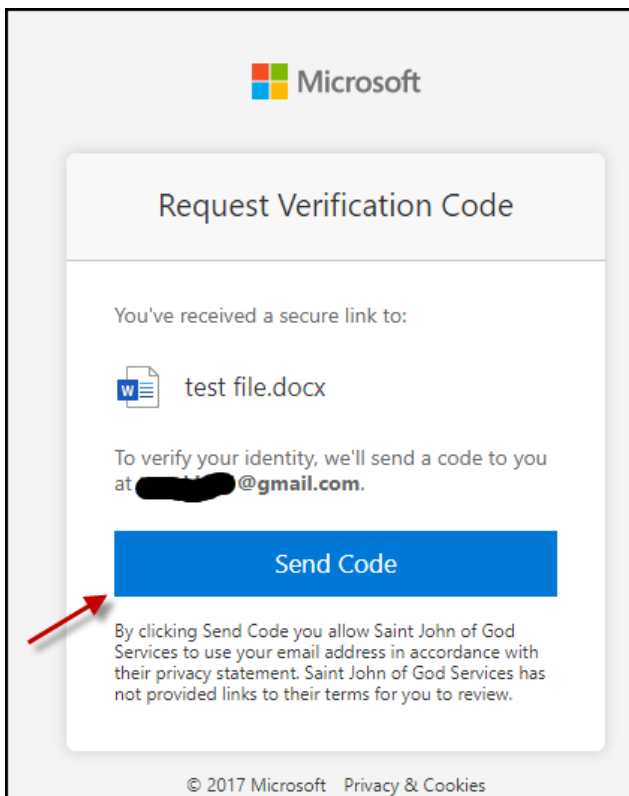 Microsoft
Request Verification Code
You've received a secure link to:
W
test file.docx
To verify your identity, we'll send a code to you
at @gmail.com.
Send Code
By clicking Send Code you allow Saint John of God
Services to use your email address in accordance with
their privacy statement. Saint John of God Services has
not provided links to their terms for you to review.
© 2017 Microsoft Privacy & Cookies